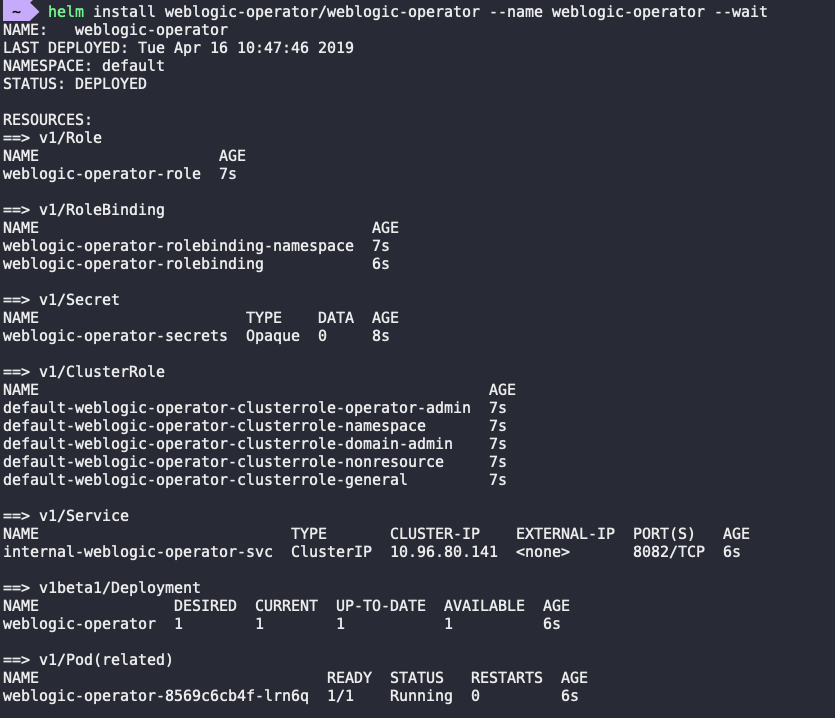 ~ helm install weblogic-operator/weblogic-operator --name weblogic-operator --wait
NAME:   weblogic-operator
LAST DEPLOYED: Tue Apr 16 10:47:46 2019
NAMESPACE: default
STATUS: DEPLOYED

RESOURCES:
==> v1/Role
NAME                    AGE
weblogic-operator-role  7s

==> v1/RoleBinding
NAME                                     AGE
weblogic-operator-rolebinding-namespace  7s
weblogic-operator-rolebinding            6s

==> v1/Secret
NAME                       TYPE    DATA  AGE
weblogic-operator-secrets  Opaque  0     8s

==> v1/ClusterRole
NAME                                                  AGE
default-weblogic-operator-clusterrole-operator-admin  7s
default-weblogic-operator-clusterrole-namespace       7s
default-weblogic-operator-clusterrole-domain-admin    7s
default-weblogic-operator-clusterrole-nonresource     7s
default-weblogic-operator-clusterrole-general         7s

==> v1/Service
NAME                            TYPE       CLUSTER-IP    EXTERNAL-IP  PORT(S)   AGE
internal-weblogic-operator-svc  ClusterIP  10.96.80.141  <none>       8082/TCP  6s

==> v1beta1/Deployment
NAME               DESIRED  CURRENT  UP-TO-DATE  AVAILABLE  AGE
weblogic-operator  1        1        1           1          6s

==> v1/Pod(related)
NAME                                READY  STATUS   RESTARTS  AGE
weblogic-operator-8569c6cb4f-lrn6q  1/1    Running  0         6s